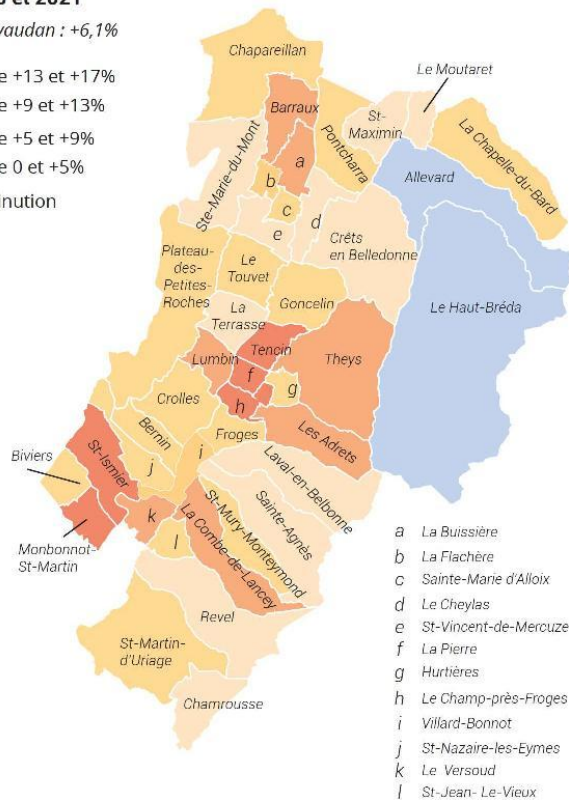 et 2021
vaudan : +6,1%
e +13 et +17%
e +9 et +13%
e +5 et +9%
e 0 et +5%
inution
Chapareillan
Le Moutaret
Barraux
St-
Maximin
Pontcharra
La Chapelle-du-Bard
Ste-Marie-du-Mont
a
b
Allevard
c
d
e
Crêts
en Belledonne
Plateau-
des-
Petites-
Roches
Le
Touvet
Goncelin
Le Haut-Bréda
La
Terrasse
Tencin
Lumbin
Theys
f
g
h
Crolles
Froges
Les Adrets
Bernin
i
Biviers
St-Ismier
j
Laval-en-Belbonne
k
St-Mury-Monteymond
Sainte-Agnès
La Combe-de-Lancey
l
Monbonnot-
St-Martin
Revel
St-Martin-
d'Uriage
Chamrousse
a La Buissière
b La Flachère
c Sainte-Marie d'Alloix
d Le Cheylas
e St-Vincent-de-Mercuze
f La Pierre
g Hurtières
h Le Champ-près-Froges
i Villard-Bonnot
j St-Nazaire-les-Eymes
k Le Versoud
l St-Jean- Le-Vieux